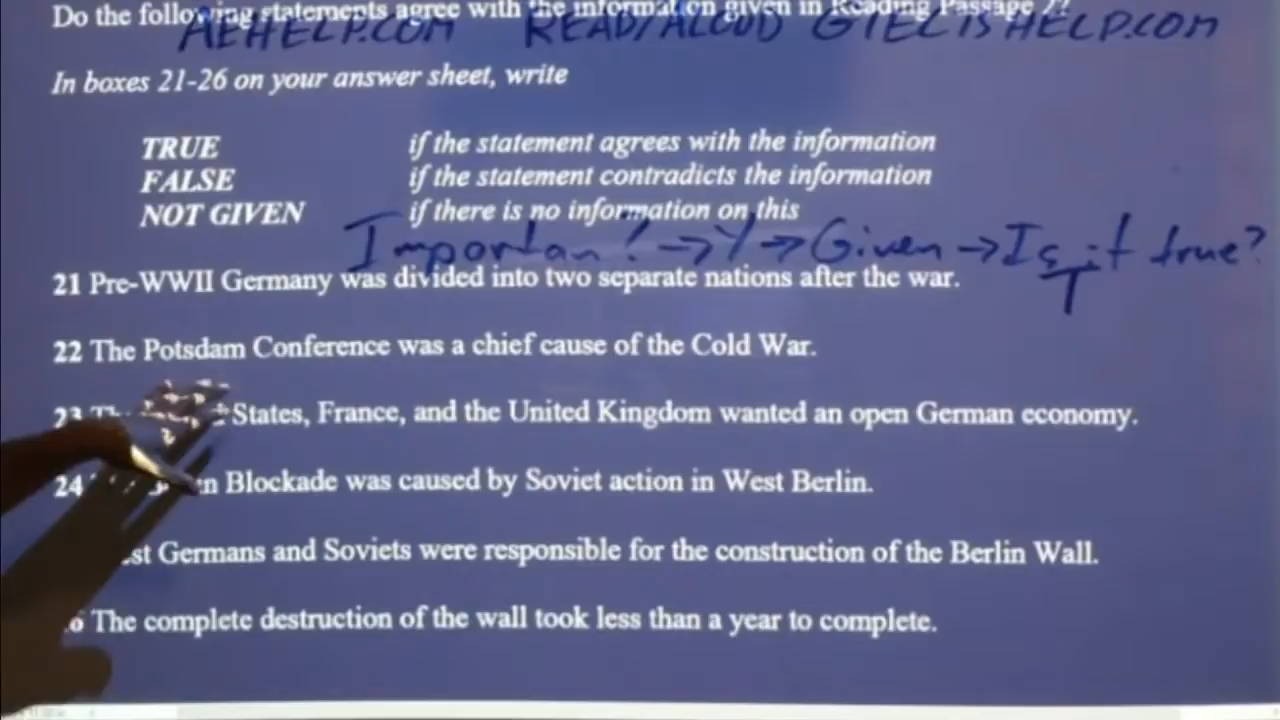 Do the following statements agree with the information given in Reading Passage 2?
AEHELP.COM READ/ALOUD GIELTSHELP.COM
In boxes 21-26 on your answer sheet, write
TRUE if the statement agrees with the information
FALSE if the statement contradicts the information
NOT GIVEN if there is no information on this
Importan! → Y → Given → Is it true?
T
21 Pre-WWII Germany was divided into two separate nations after the war.
22 The Potsdam Conference was a chief cause of the Cold War.
23 States, France, and the United Kingdom wanted an open German economy.
24 Blockade was caused by Soviet action in West Berlin.
Germans and Soviets were responsible for the construction of the Berlin Wall.
The complete destruction of the wall took less than a year to complete.